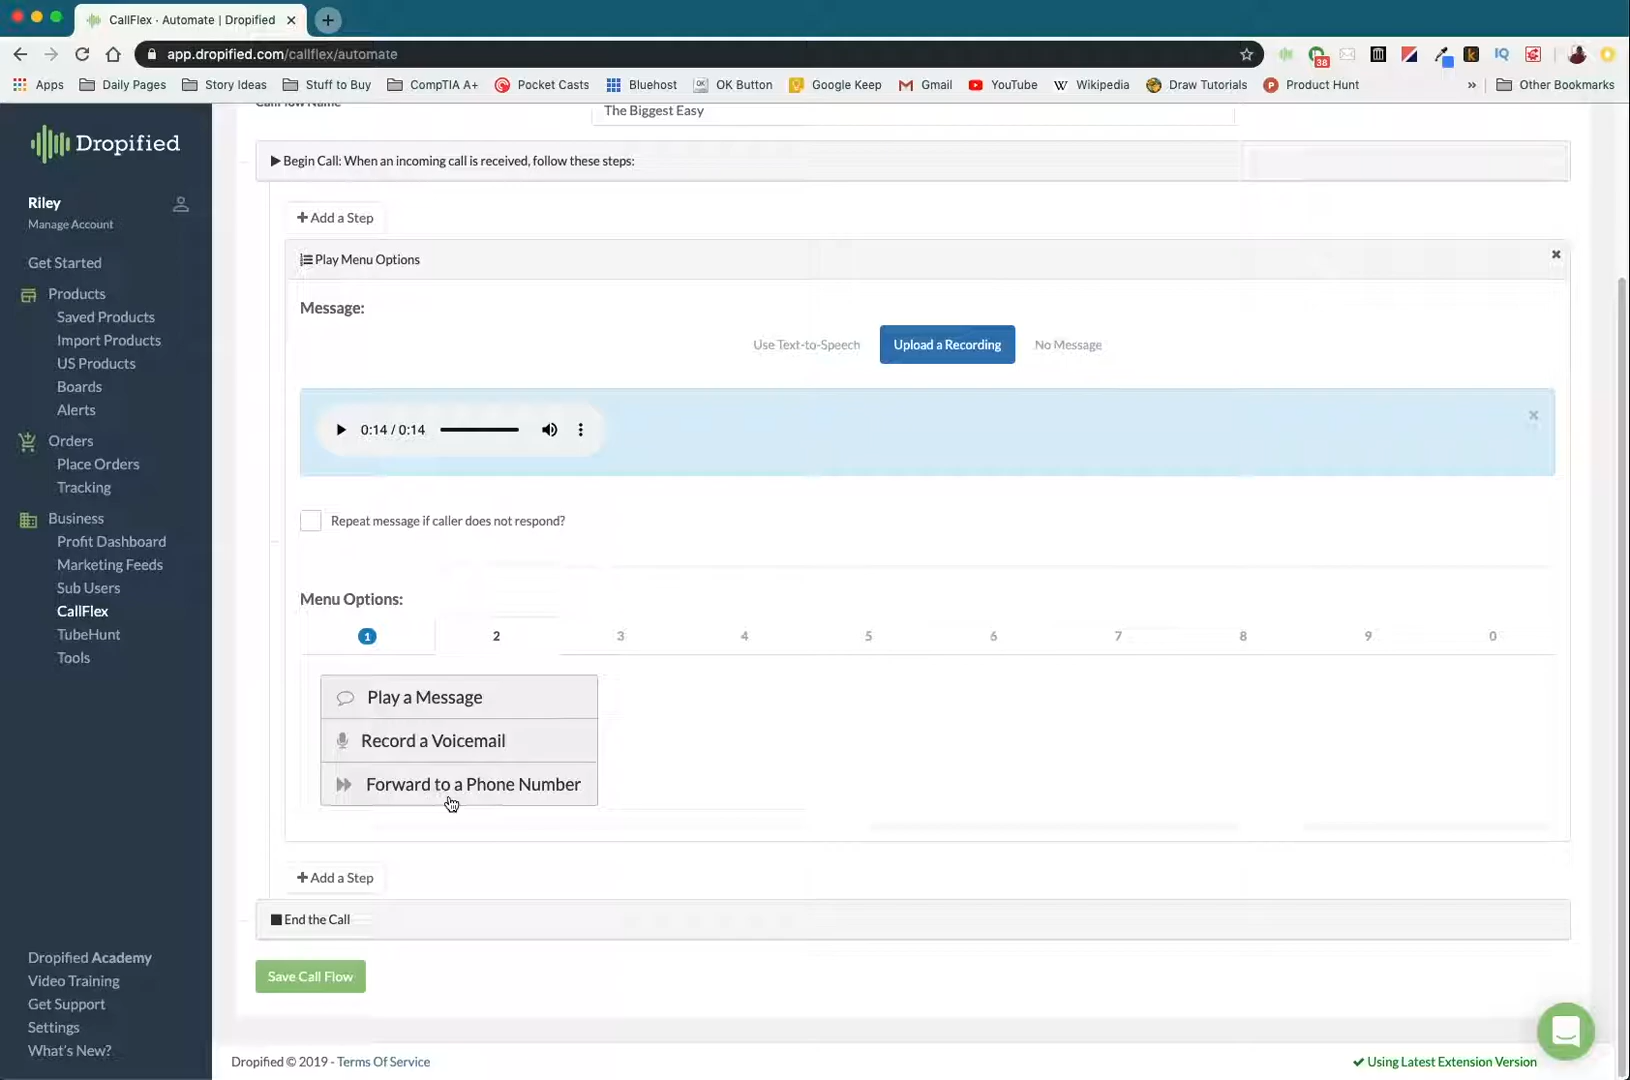 CallFlex · Automate | Dropified
app.dropified.com/callflex/automate
38
IQ
k
Apps
Daily Pages
Story Ideas
Stuff to Buy
CompTIA A+
Pocket Casts
Bluehost
OK Button
Google Keep
Gmail
YouTube
Wikipedia
Draw Tutorials
Product Hunt
»
Other Bookmarks
Dropified
Riley
Manage Account
Get Started
Products
Saved Products
Import Products
US Products
Boards
Alerts
Orders
Place Orders
Tracking
Business
Profit Dashboard
Marketing Feeds
Sub Users
CallFlex
TubeHunt
Tools
Dropified Academy
Video Training
Get Support
Settings
What's New?
CallFlow Name
The Biggest Easy
Begin Call: When an incoming call is received, follow these steps:
+ Add a Step
Play Menu Options
Message:
Use Text-to-Speech
Upload a Recording
No Message
0:14 / 0:14
Repeat message if caller does not respond?
Menu Options:
1 2 3 4 5 6 7 8 9 0
Play a Message
Record a Voicemail
Forward to a Phone Number
+ Add a Step
End the Call
Save Call Flow
Dropified © 2019 - Terms Of Service
Using Latest Extension Version